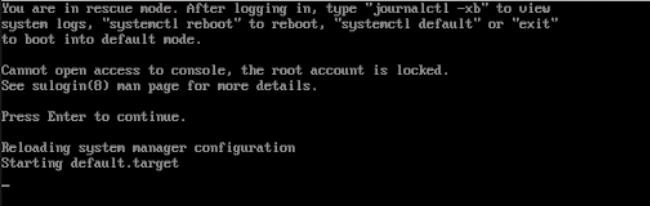 You are in rescue mode. After logging in, type "journalctl -xb" to view
system logs, "systemctl reboot" to reboot, "systemctl default" or "exit"
to boot into default mode.
Cannot open access to console, the root account is locked.
See sulogin(8) man page for more details.
Press Enter to continue.
Reloading system manager configuration
Starting default.target